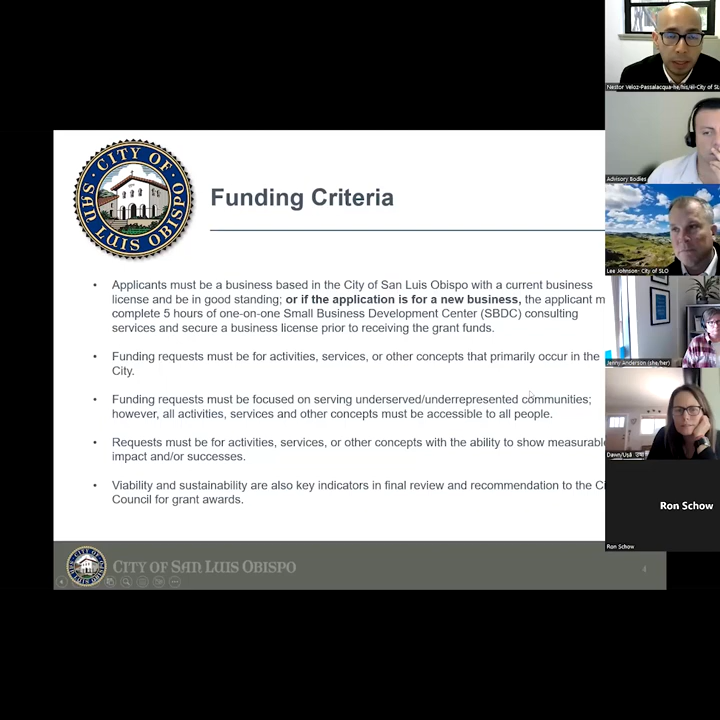 CITY OF
SAN LUIS OBISPO
Funding Criteria
• Applicants must be a business based in the City of San Luis Obispo with a current business
license and be in good standing; or if the application is for a new business, the applicant m
complete 5 hours of one-on-one Small Business Development Center (SBDC) consulting
services and secure a business license prior to receiving the grant funds.
• Funding requests must be for activities, services, or other concepts that primarily occur in the
City.
• Funding requests must be focused on serving underserved/underrepresented communities;
however, all activities, services and other concepts must be accessible to all people.
• Requests must be for activities, services, or other concepts with the ability to show measurable
impact and/or successes.
• Viability and sustainability are also key indicators in final review and recommendation to the Ci
Council for grant awards.
CITY OF SAN LUIS OBISPO
4
Nestor Veloz-Passalacqua-he/his/él-City of SL
Advisory Bodies
Lee Johnson- City of SLO
Jenny Anderson (she/her)
Dawn/Usā
Ron Schow
Ron Schow